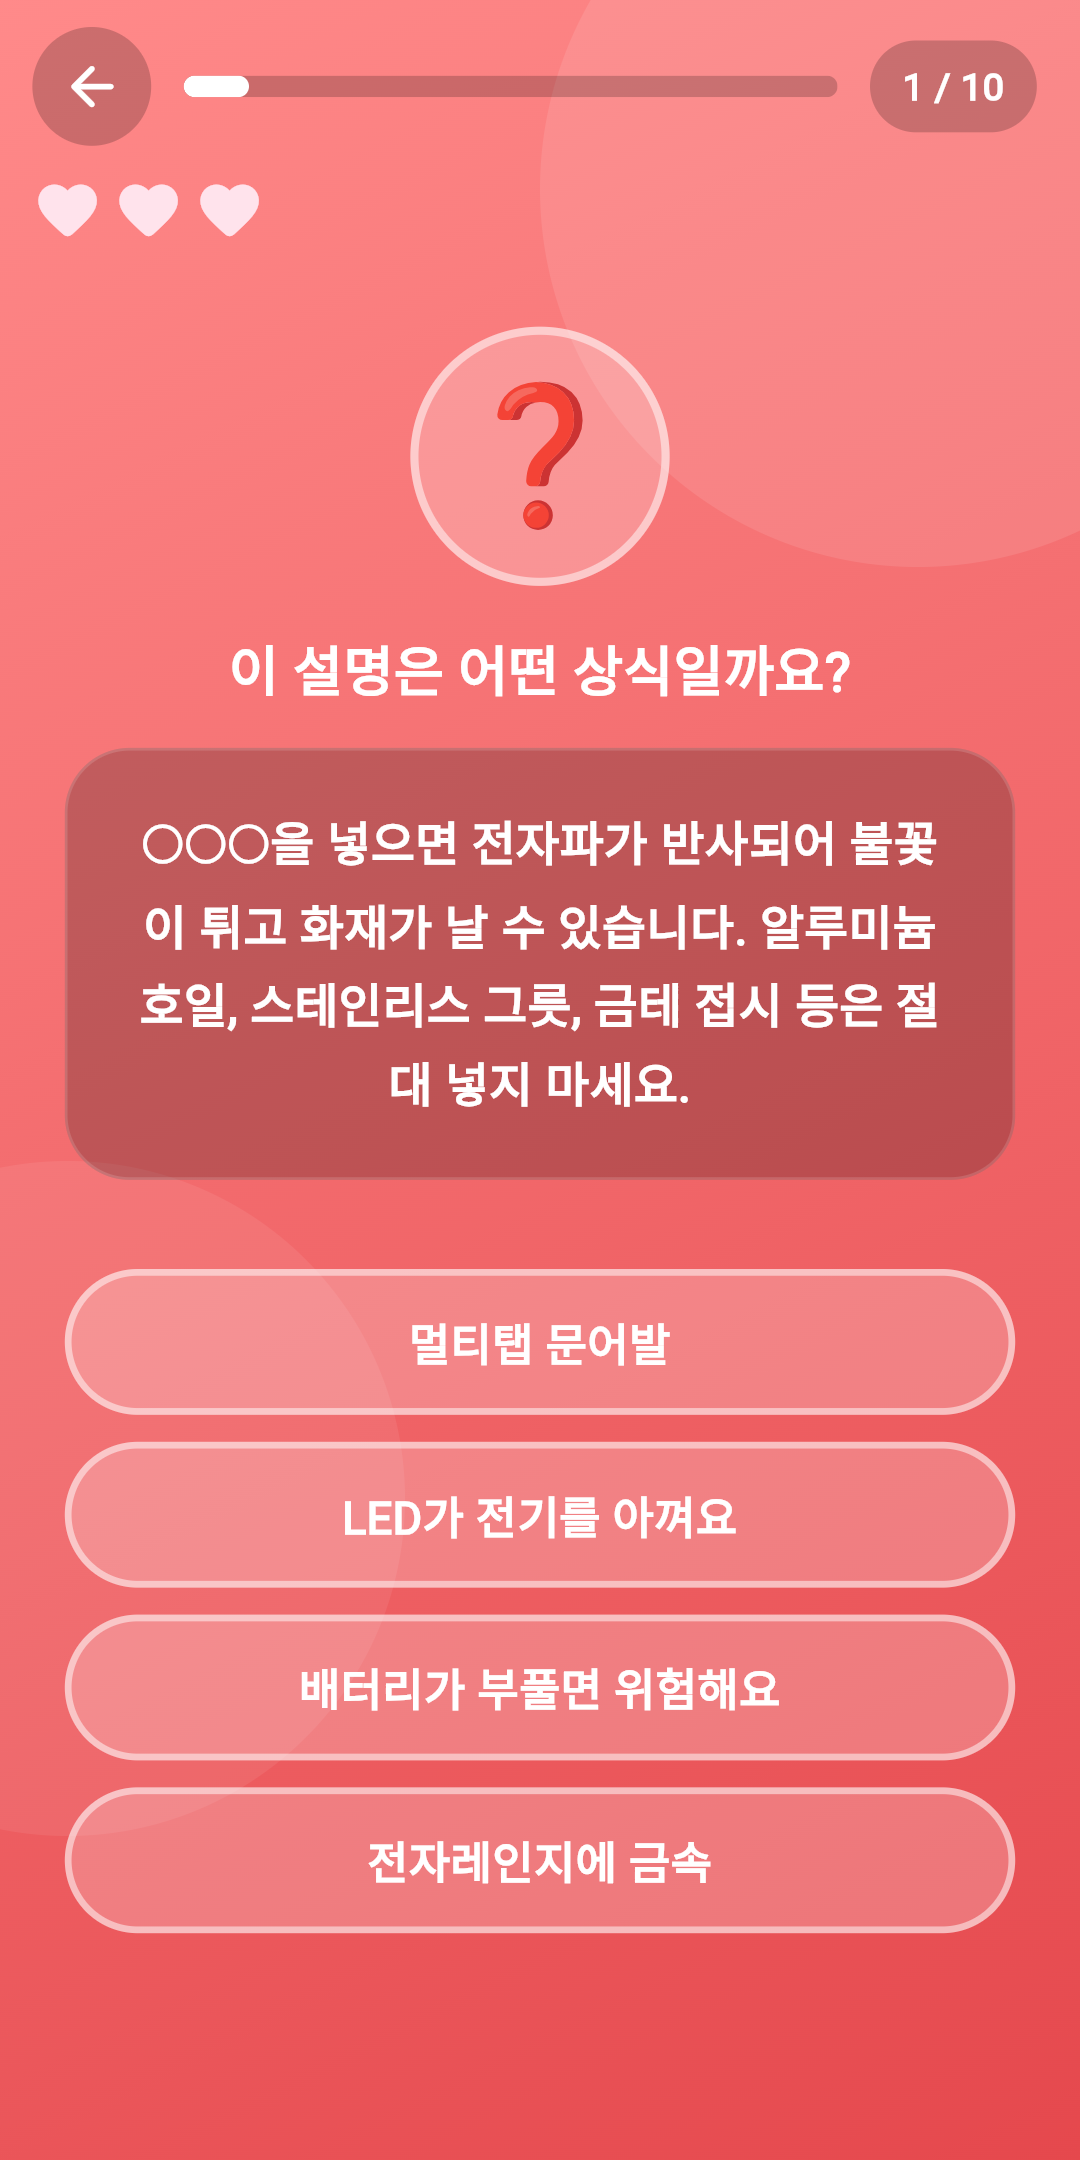 1 / 10
이 설명은 어떤 상식일까요?
○○○을 넣으면 전자파가 반사되어 불꽃
이 튀고 화재가 날 수 있습니다. 알루미늄
호일, 스테인리스 그릇, 금테 접시 등은 절
대 넣지 마세요.
멀티탭 문어발
LED가 전기를 아껴요
배터리가 부풀면 위험해요
전자레인지에 금속